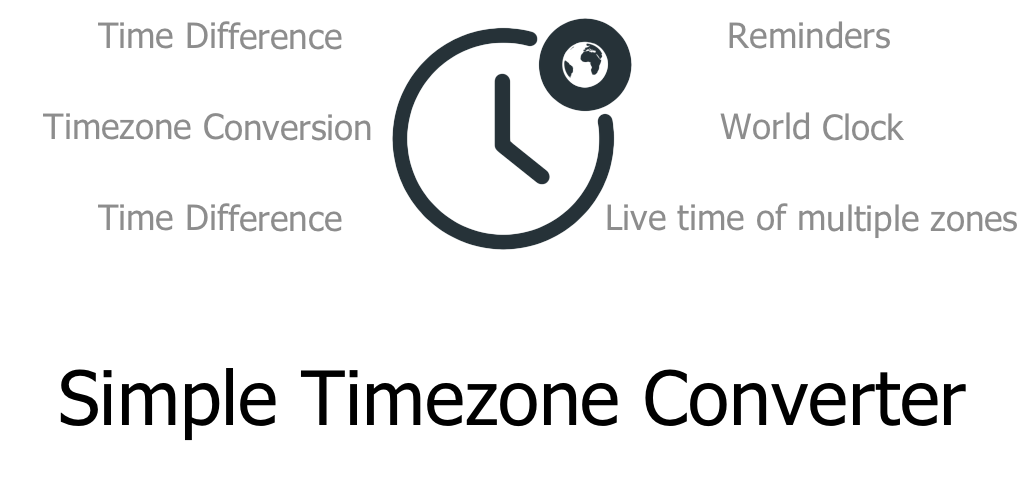 Time Difference
Reminders
Timezone Conversion
World Clock
Time Difference
Live time of multiple zones
Simple Timezone Converter